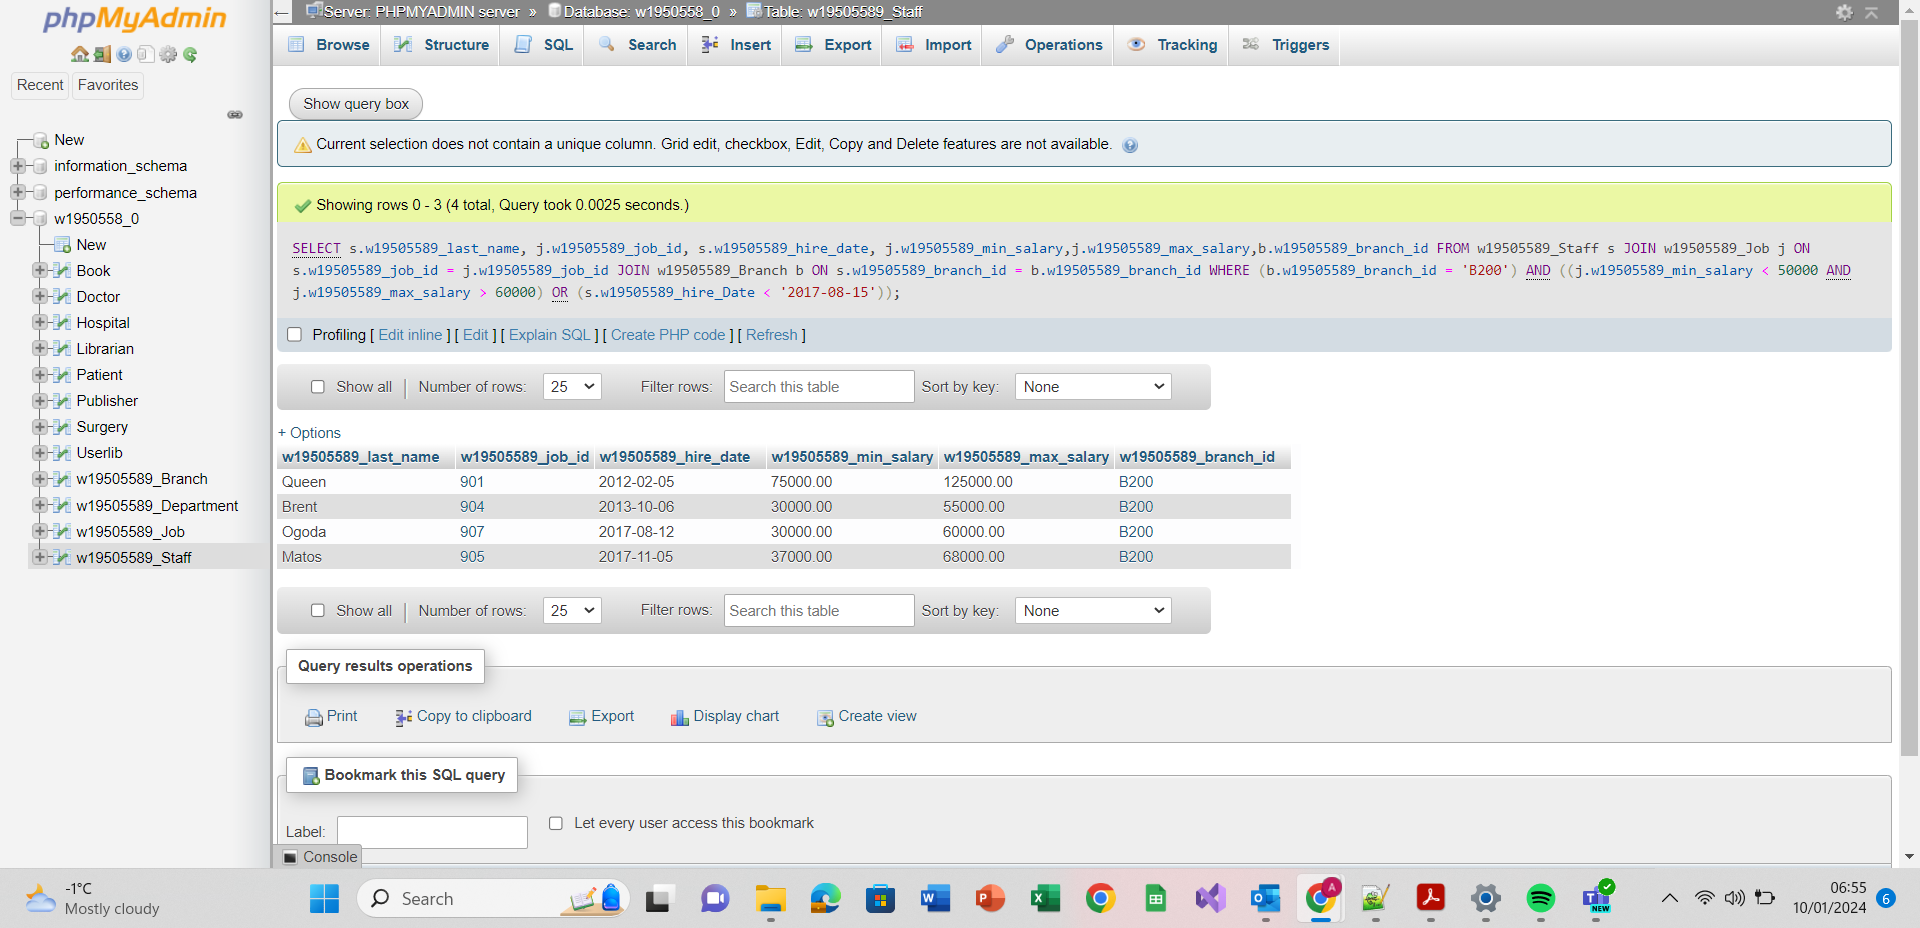 phpMyAdmin
Recent
Favorites
New
information_schema
performance_schema
w1950558_0
New
Book
Doctor
Hospital
Librarian
Patient
Publisher
Surgery
Userlib
w19505589_Branch
w19505589_Department
w19505589_Job
w19505589_Staff
Server: PHPMYADMIN server » Database: w1950558_0 » Table: w19505589_Staff
Browse Structure SQL Search Insert Export Import Operations Tracking Triggers
Show query box
Current selection does not contain a unique column. Grid edit, checkbox, Edit, Copy and Delete features are not available.
Showing rows 0 - 3 (4 total, Query took 0.0025 seconds.)
SELECT s.w19505589_last_name, j.w19505589_job_id, s.w19505589_hire_date, j.w19505589_min_salary,j.w19505589_max_salary,b.w19505589_branch_id FROM w19505589_Staff s JOIN w19505589_Job j ON
s.w19505589_job_id = j.w19505589_job_id JOIN w19505589_Branch b ON s.w19505589_branch_id = b.w19505589_branch_id WHERE (b.w19505589_branch_id = 'B200') AND ((j.w19505589_min_salary < 50000 AND
j.w19505589_max_salary > 60000) OR (s.w19505589_hire_Date < '2017-08-15'));
Profiling [ Edit inline ] [ Edit ] [ Explain SQL ] [ Create PHP code ] [ Refresh ]
Show all | Number of rows: 25 Filter rows: Search this table Sort by key: None
+ Options
w19505589_last_name w19505589_job_id w19505589_hire_date w19505589_min_salary w19505589_max_salary w19505589_branch_id
Queen 901 2012-02-05 75000.00 125000.00 B200
Brent 904 2013-10-06 30000.00 55000.00 B200
Ogoda 907 2017-08-12 30000.00 60000.00 B200
Matos 905 2017-11-05 37000.00 68000.00 B200
Show all | Number of rows: 25 Filter rows: Search this table Sort by key: None
Query results operations
Print Copy to clipboard Export Display chart Create view
Bookmark this SQL query
Label: Let every user access this bookmark
Console
-1°C
Mostly cloudy
Search
A
NEW
06:55
10/01/2024
6